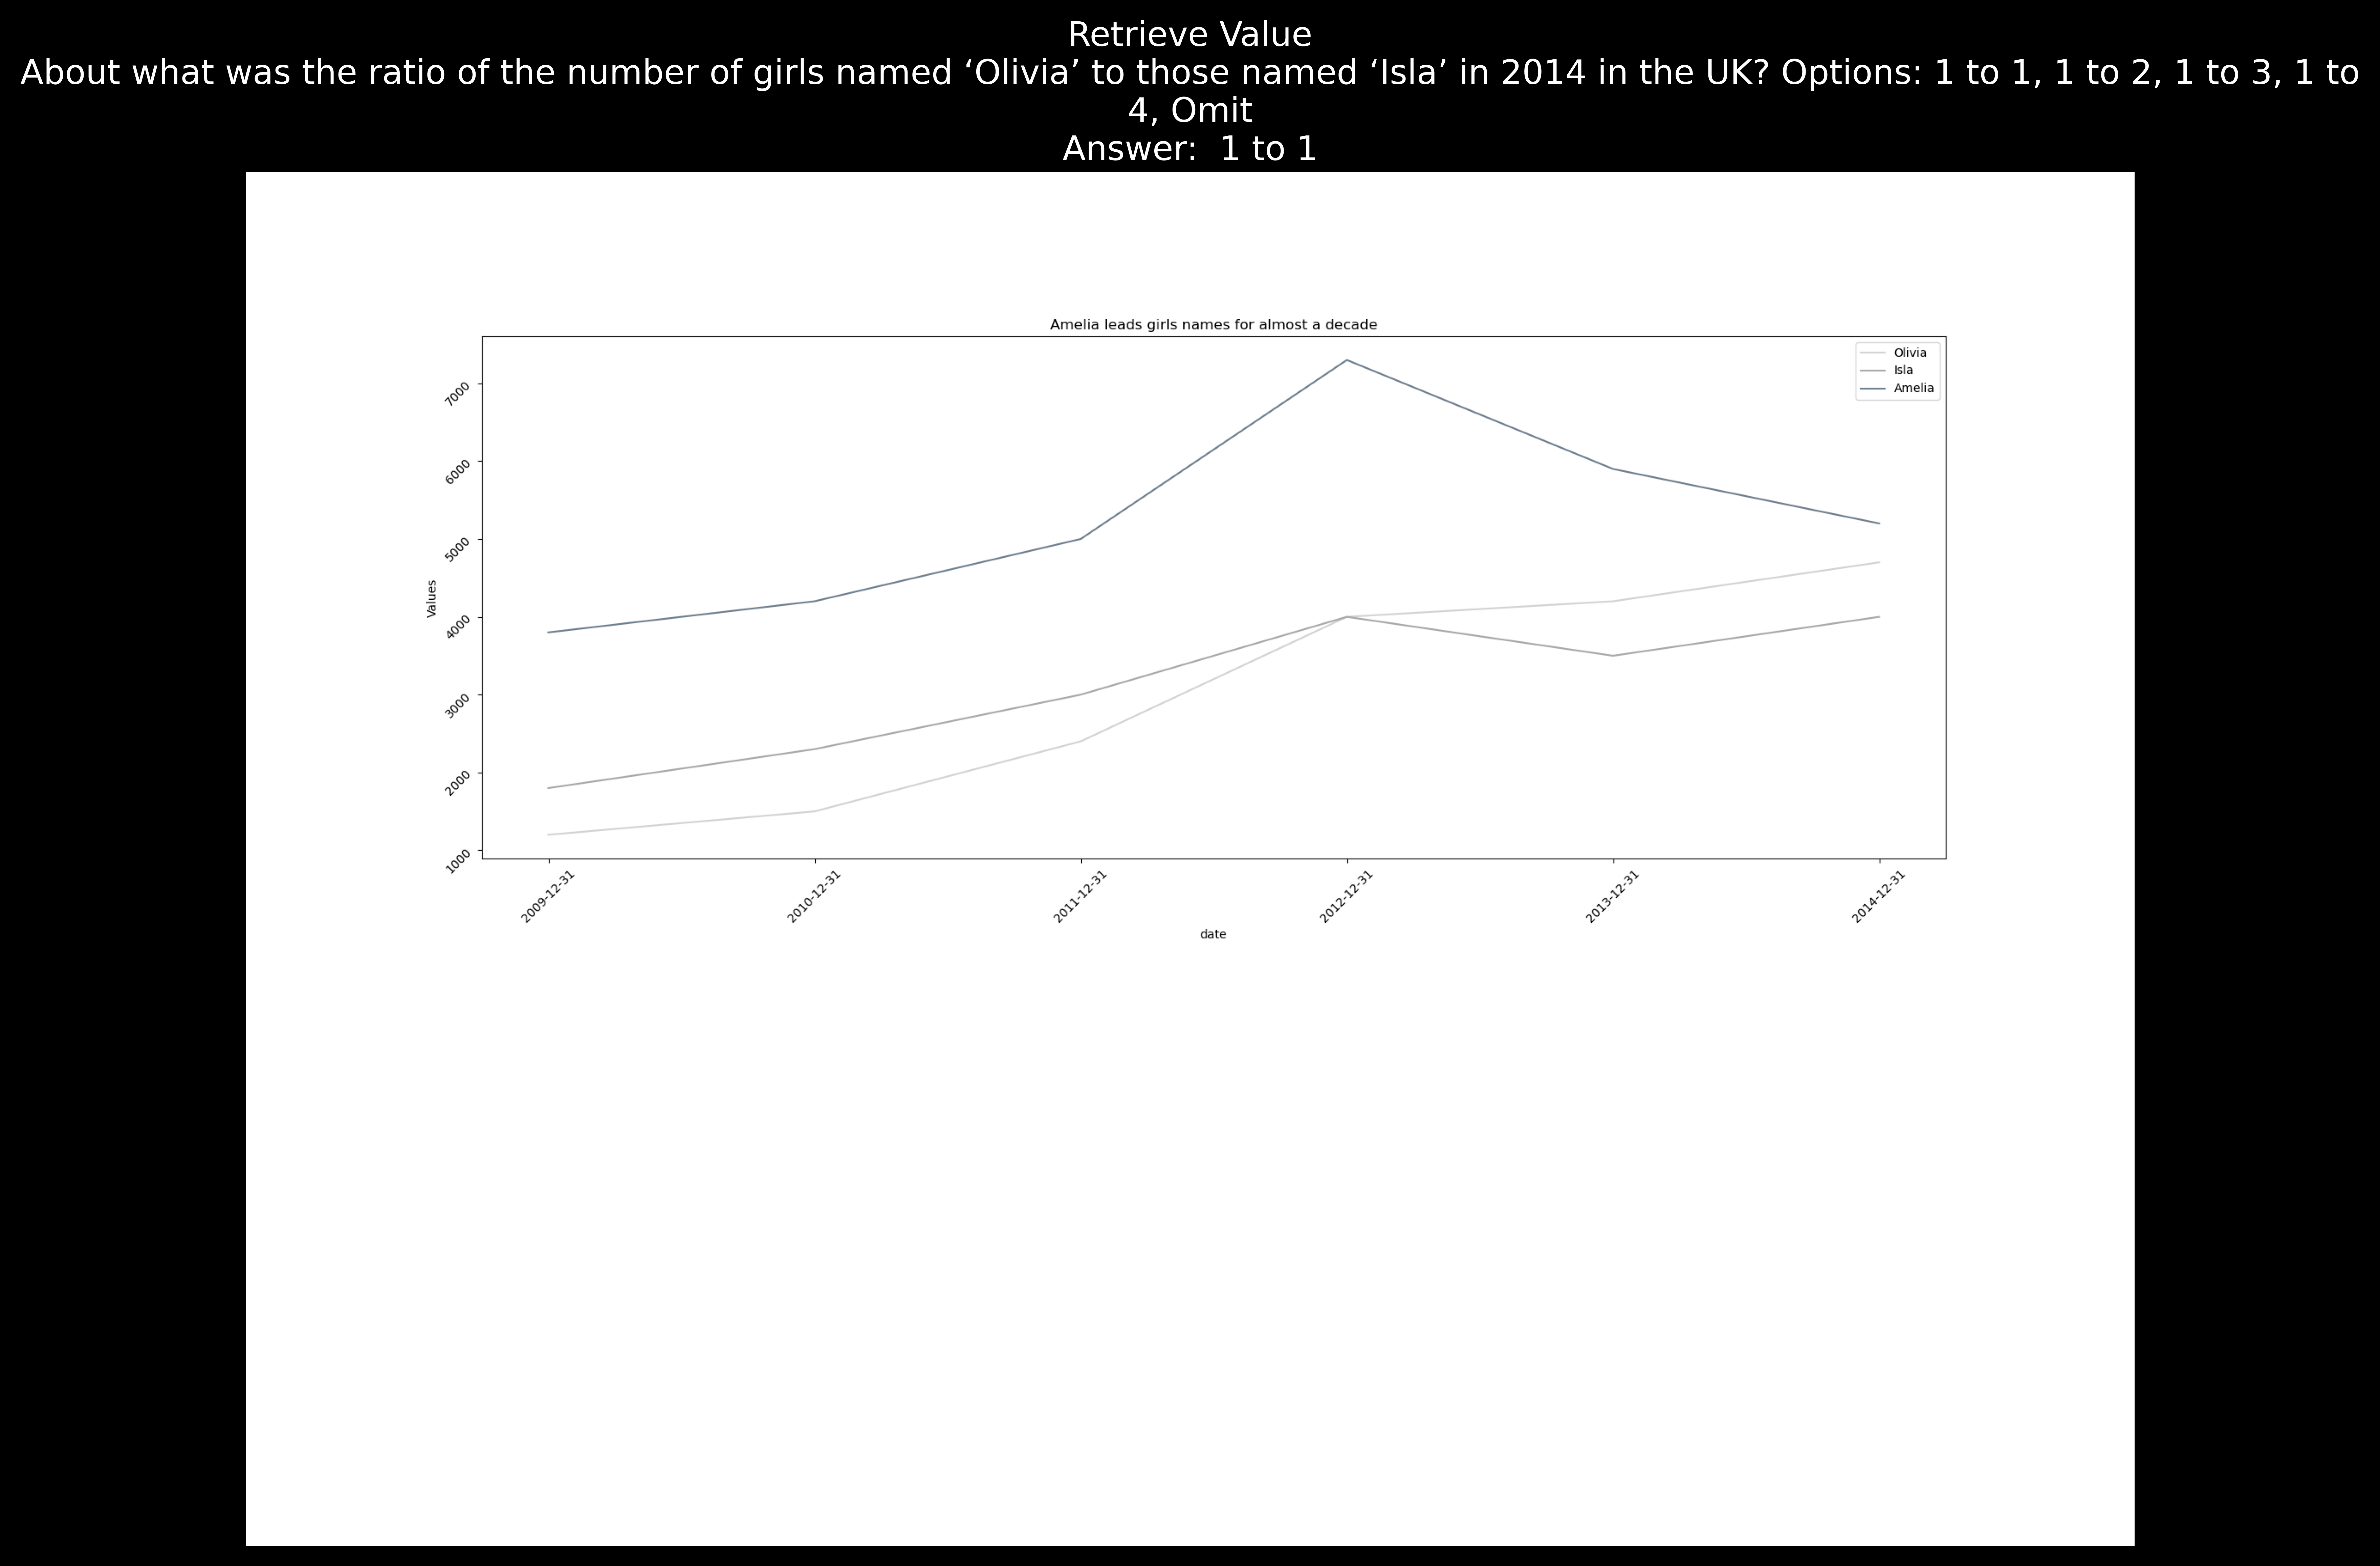 Retrieve Value
About what was the ratio of the number of girls named ‘Olivia’ to those named ‘Isla’ in 2014 in the UK? Options: 1 to 1, 1 to 2, 1 to 3, 1 to
4, Omit
Answer:  1 to 1
Amelia leads girls names for almost a decade
Olivia
Isla
Amelia
7000
6000
5000
4000
3000
2000
1000
Values
2009-12-31
2010-12-31
2011-12-31
2012-12-31
2013-12-31
2014-12-31
date